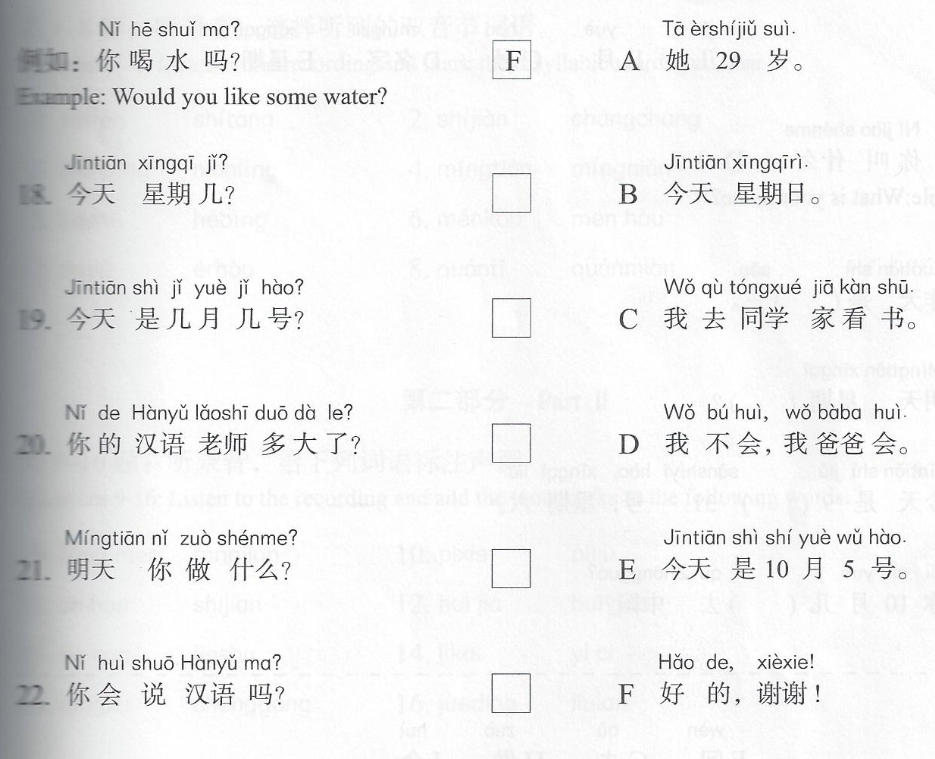 Nǐ hē shuǐ ma?
例如：你 喝 水 吗？ F
Example: Would you like some water?
Jīntiān xīngqī jǐ?
18. 今天 星期 几？
Jīntiān shì jǐ yuè jǐ hào?
19. 今天 是 几 月 几 号？
Nǐ de Hànyǔ lǎoshī duō dà le?
20. 你 的 汉语 老师 多 大 了？
Míngtiān nǐ zuò shénme?
21. 明天 你 做 什么？
Nǐ huì shuō Hànyǔ ma?
22. 你 会 说 汉语 吗？
Tā èrshíjiǔ suì.
A 她 29 岁。
Jīntiān xīngqīrì.
B 今天 星期日。
Wǒ qù tóngxué jiā kàn shū.
C 我 去 同学 家 看 书。
Wǒ bú huì, wǒ bàba huì.
D 我 不 会，我 爸爸 会。
Jīntiān shì shí yuè wǔ hào.
E 今天 是 10 月 5 号。
Hǎo de, xièxie!
F 好 的，谢谢！